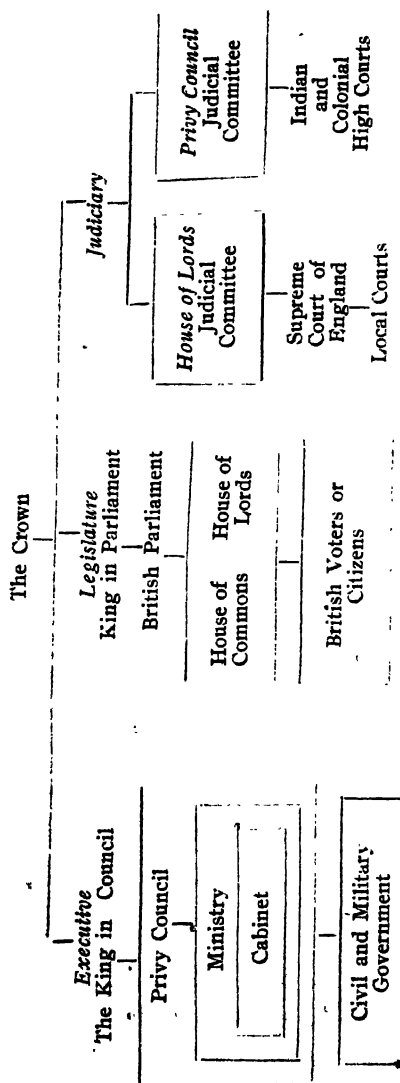 The Crown
Executive
The King in Council
Privy Council
Ministry
Cabinet
Civil and Military
Government
Legislature
King in Parliament
British Parliament
House of
Commons
House of
Lords
British Voters or
Citizens
Judiciary
House of Lords
Judicial
Committee
Supreme
Court of
England
Local Courts
Privy Council
Judicial
Committee
Indian
and
Colonial
High Courts